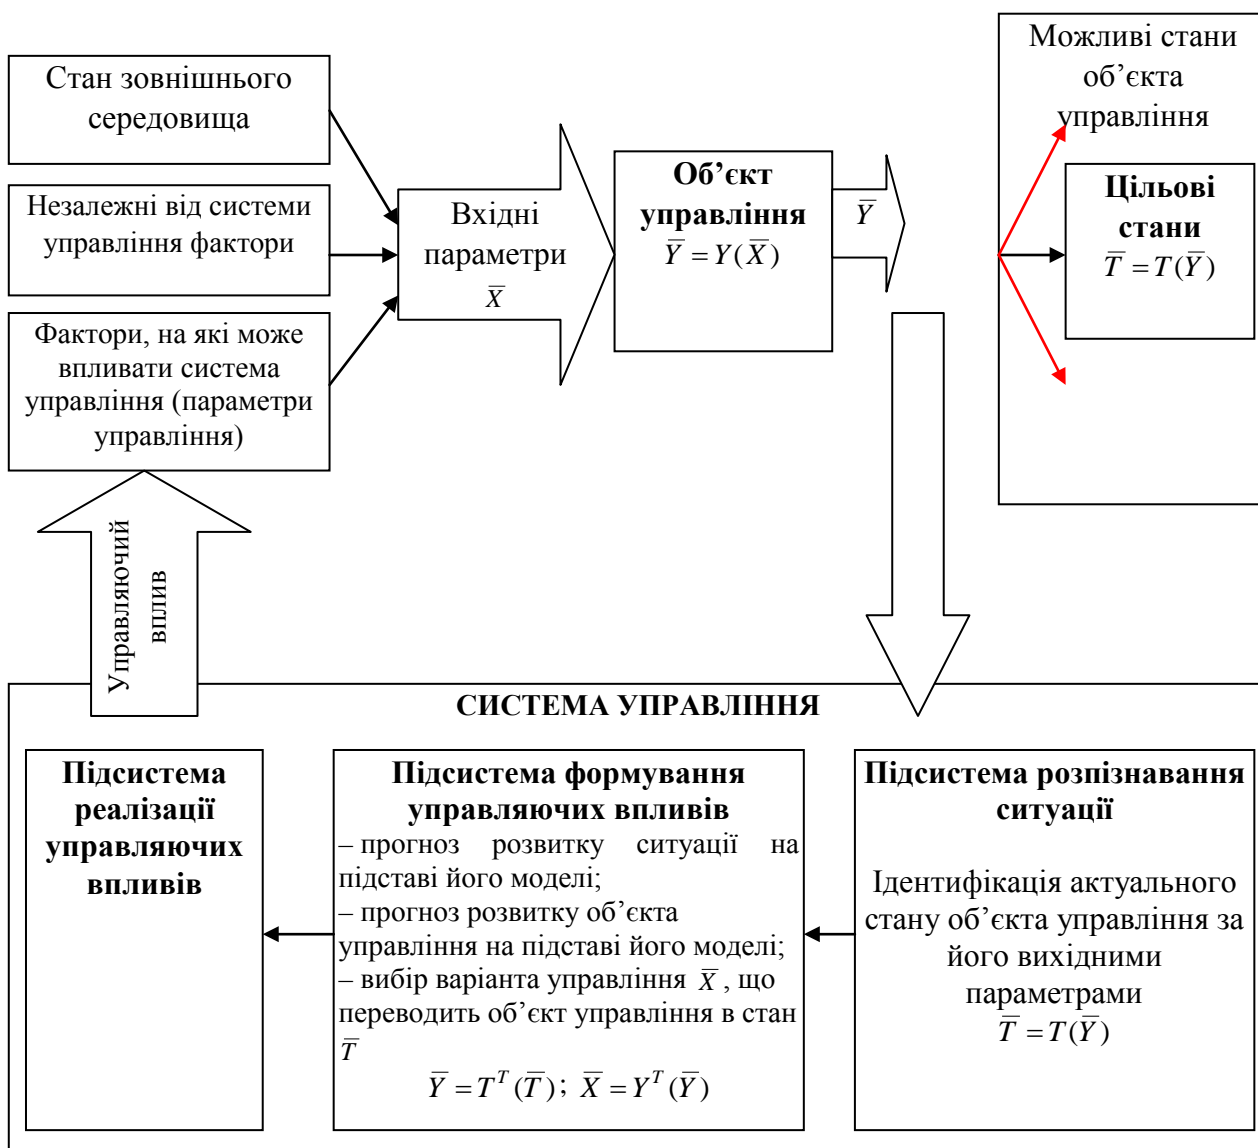 Стан зовнішнього
середовища
Незалежні від системи
управління фактори
Фактори, на які може
впливати система
управління (параметри
управління)
Вхідні
параметри
X̅
Об’єкт
управління
Y̅ = Y(X̅)
Y̅
Можливі стани
об’єкта
управління
Цільові
стани
T̅ = T(Y̅)
Управляючий
вплив
СИСТЕМА УПРАВЛІННЯ
Підсистема
реалізації
управляючих
впливів
Підсистема формування
управляючих впливів
– прогноз розвитку ситуації на
підставі його моделі;
– прогноз розвитку об’єкта
управління на підставі його моделі;
– вибір варіанта управління X̅ , що
переводить об’єкт управління в стан
T̅
Y̅ = Tᵀ(T̅); X̅ = Yᵀ(Y̅)
Підсистема розпізнавання
ситуації
Ідентифікація актуального
стану об’єкта управління за
його вихідними
параметрами
T̅ = T(Y̅)